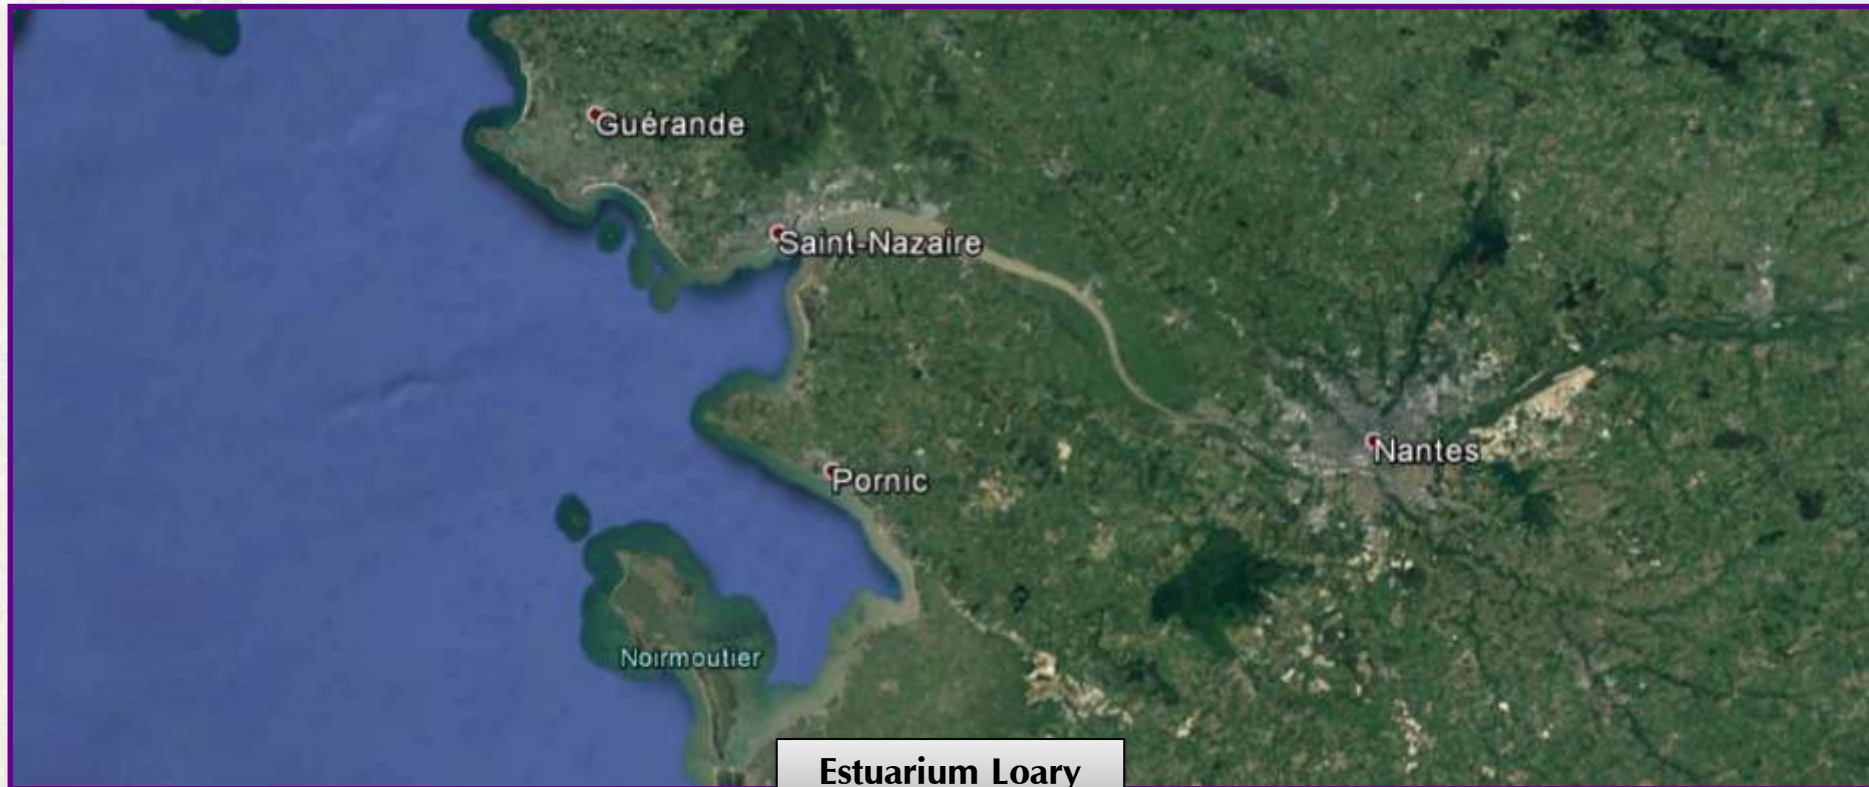 Guérande
Saint-Nazaire
Nantes
Pornic
Noirmoutier
Estuarium Loary